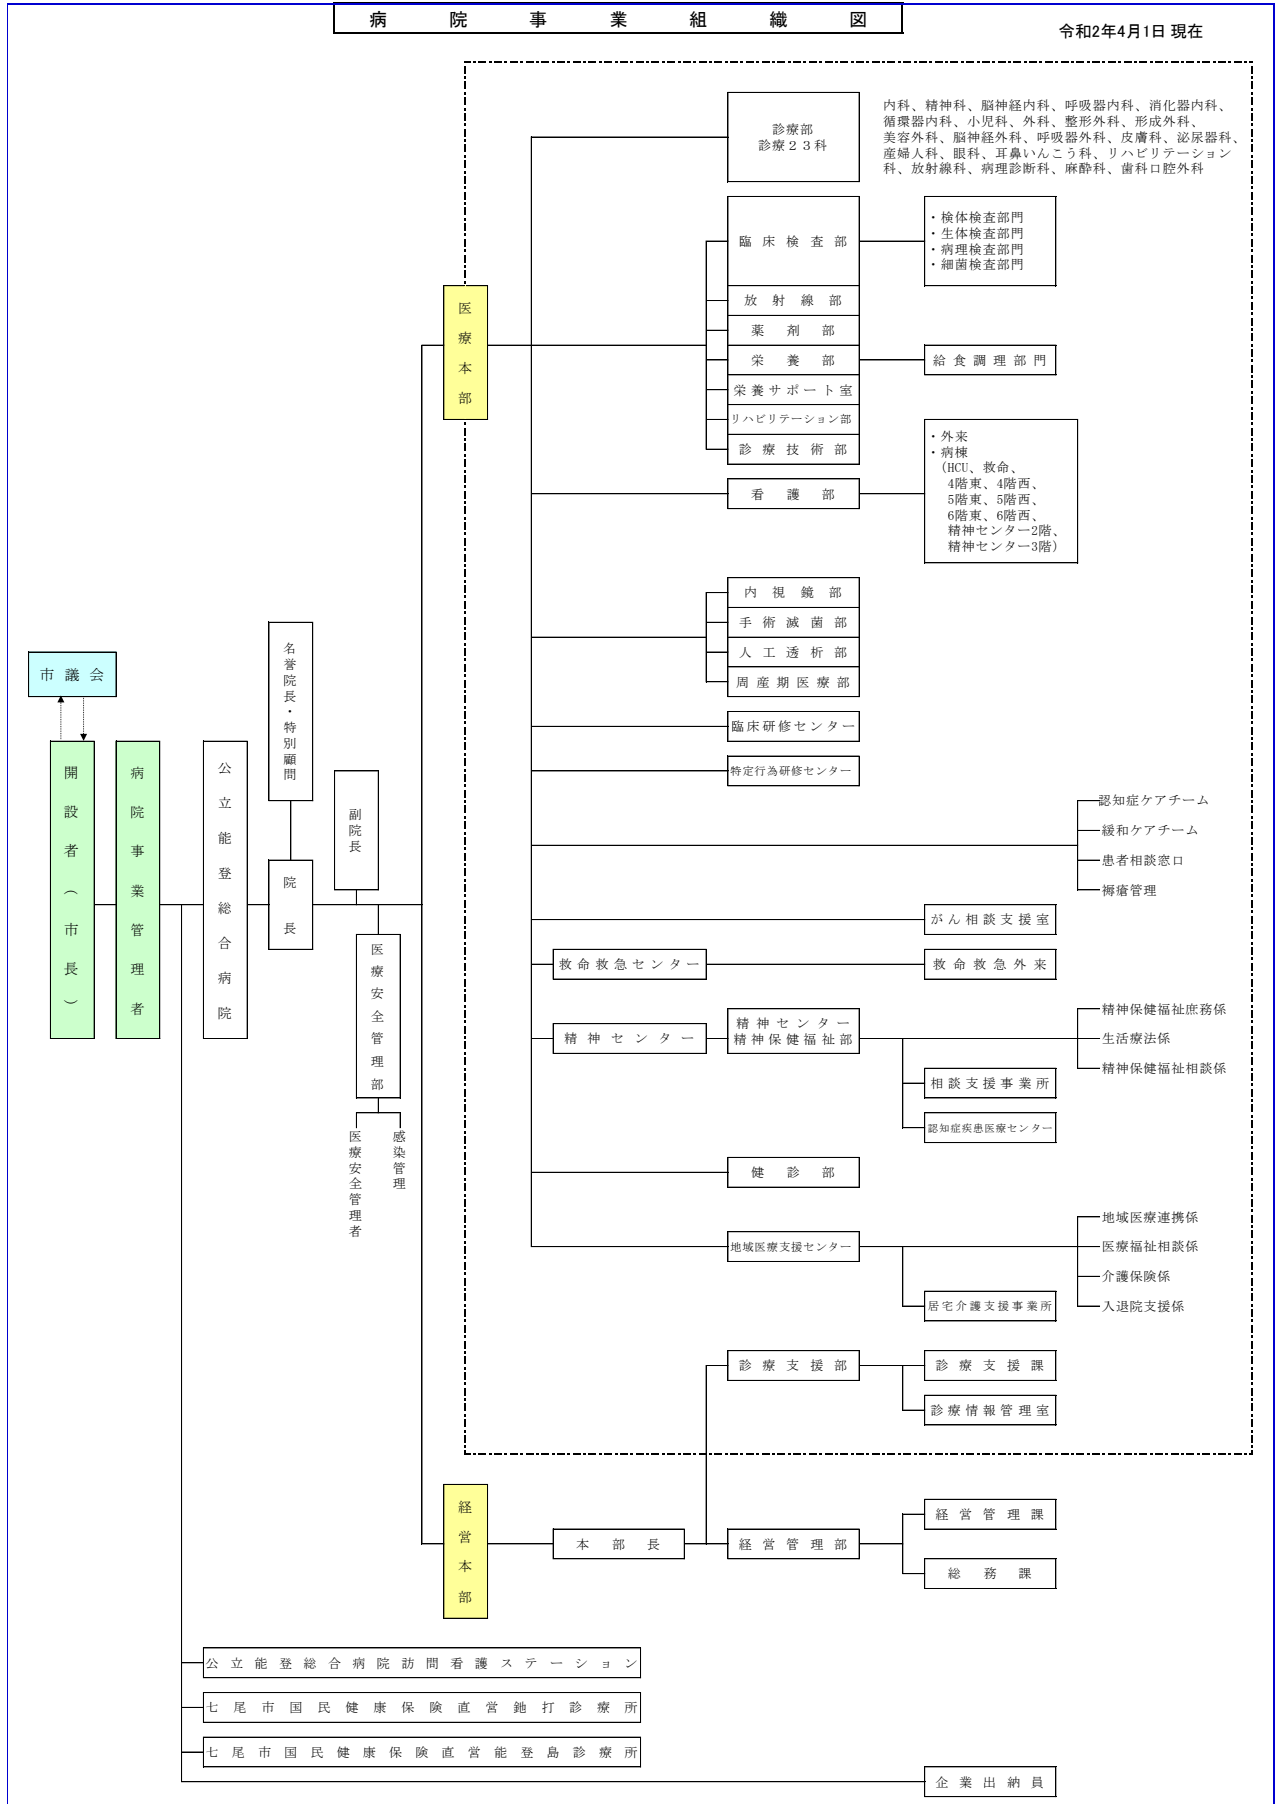 病院事業組織図
令和2年4月1日 現在
診療部
診療２３科
内科、精神科、脳神経内科、呼吸器内科、消化器内科、
循環器内科、小児科、外科、整形外科、形成外科、
美容外科、脳神経外科、呼吸器外科、皮膚科、泌尿器科、
産婦人科、眼科、耳鼻いんこう科、リハビリテーション
科、放射線科、病理診断科、麻酔科、歯科口腔外科
臨床検査部
・検体検査部門
・生体検査部門
・病理検査部門
・細菌検査部門
医療本部
放射線部
薬剤部
栄養部
給食調理部門
栄養サポート室
リハビリテーション部
診療技術部
看護部
・外来
・病棟
（HCU、救命、
4階東、4階西、
5階東、5階西、
6階東、6階西、
精神センター2階、
精神センター3階）
内視鏡部
手術滅菌部
人工透析部
周産期医療部
臨床研修センター
特定行為研修センター
市議会
開設者（市長）
病院事業管理者
公立能登総合病院
名誉院長・特別顧問
院長
副院長
医療安全管理部
医療安全管理者
感染管理
認知症ケアチーム
緩和ケアチーム
患者相談窓口
褥瘡管理
がん相談支援室
救命救急センター
救命救急外来
精神センター
精神センター
精神保健福祉部
精神保健福祉庶務係
生活療法係
精神保健福祉相談係
相談支援事業所
認知症疾患医療センター
健診部
地域医療支援センター
地域医療連携係
医療福祉相談係
介護保険係
入退院支援係
居宅介護支援事業所
診療支援部
診療支援課
診療情報管理室
経営本部
本部長
経営管理部
経営管理課
総務課
公立能登総合病院訪問看護ステーション
七尾市国民健康保険直営鉇打診療所
七尾市国民健康保険直営能登島診療所
企業出納員